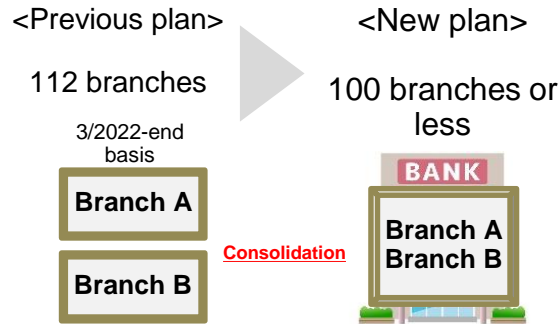 <Previous plan>
112 branches
3/2022-end
basis
Branch A
Branch B
Consolidation
<New plan>
100 branches or
less
BANK
Branch A
Branch B